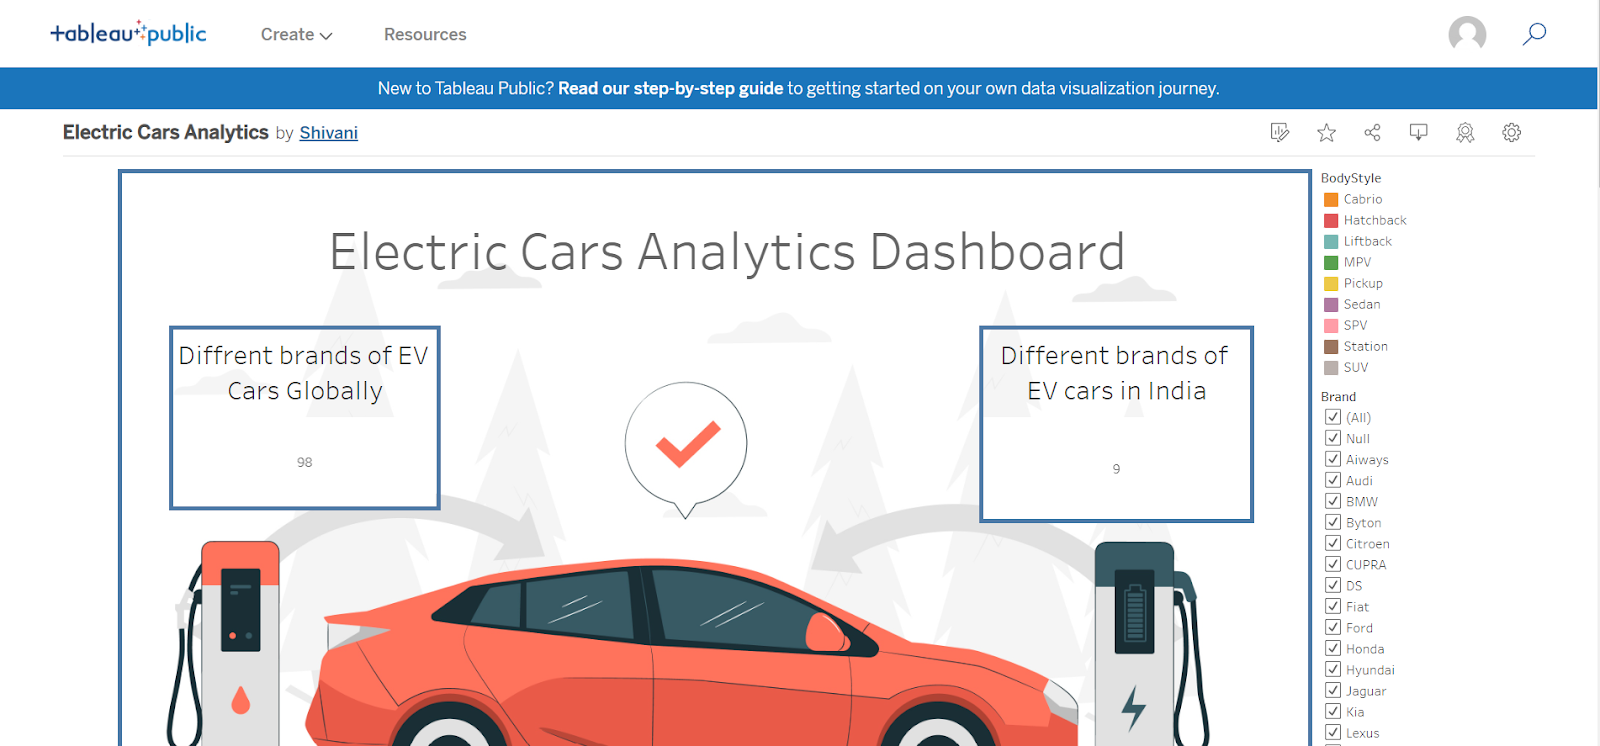 tableau public
Create
Resources
New to Tableau Public? Read our step-by-step guide to getting started on your own data visualization journey.
Electric Cars Analytics by Shivani
Electric Cars Analytics Dashboard
Diffrent brands of EV
Cars Globally
98
Different brands of
EV cars in India
9
BodyStyle
Cabrio
Hatchback
Liftback
MPV
Pickup
Sedan
SPV
Station
SUV
Brand
(All)
Null
Aiways
Audi
BMW
Byton
Citroen
CUPRA
DS
Fiat
Ford
Honda
Hyundai
Jaguar
Kia
Lexus